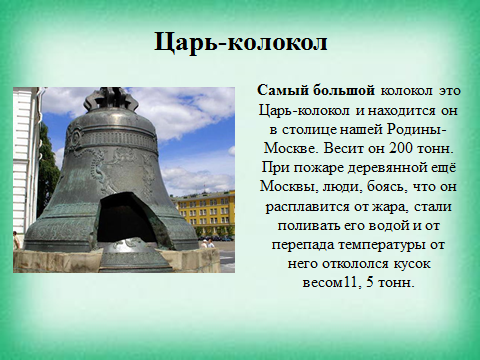 Царь-колокол
Самый большой колокол это
Царь-колокол и находится он
в столице нашей Родины-
Москве. Весит он 200 тонн.
При пожаре деревянной ещё
Москвы, люди, боясь, что он
расплавится от жара, стали
поливать его водой и от
перепада температуры от
него откололся кусок
весом11, 5 тонн.